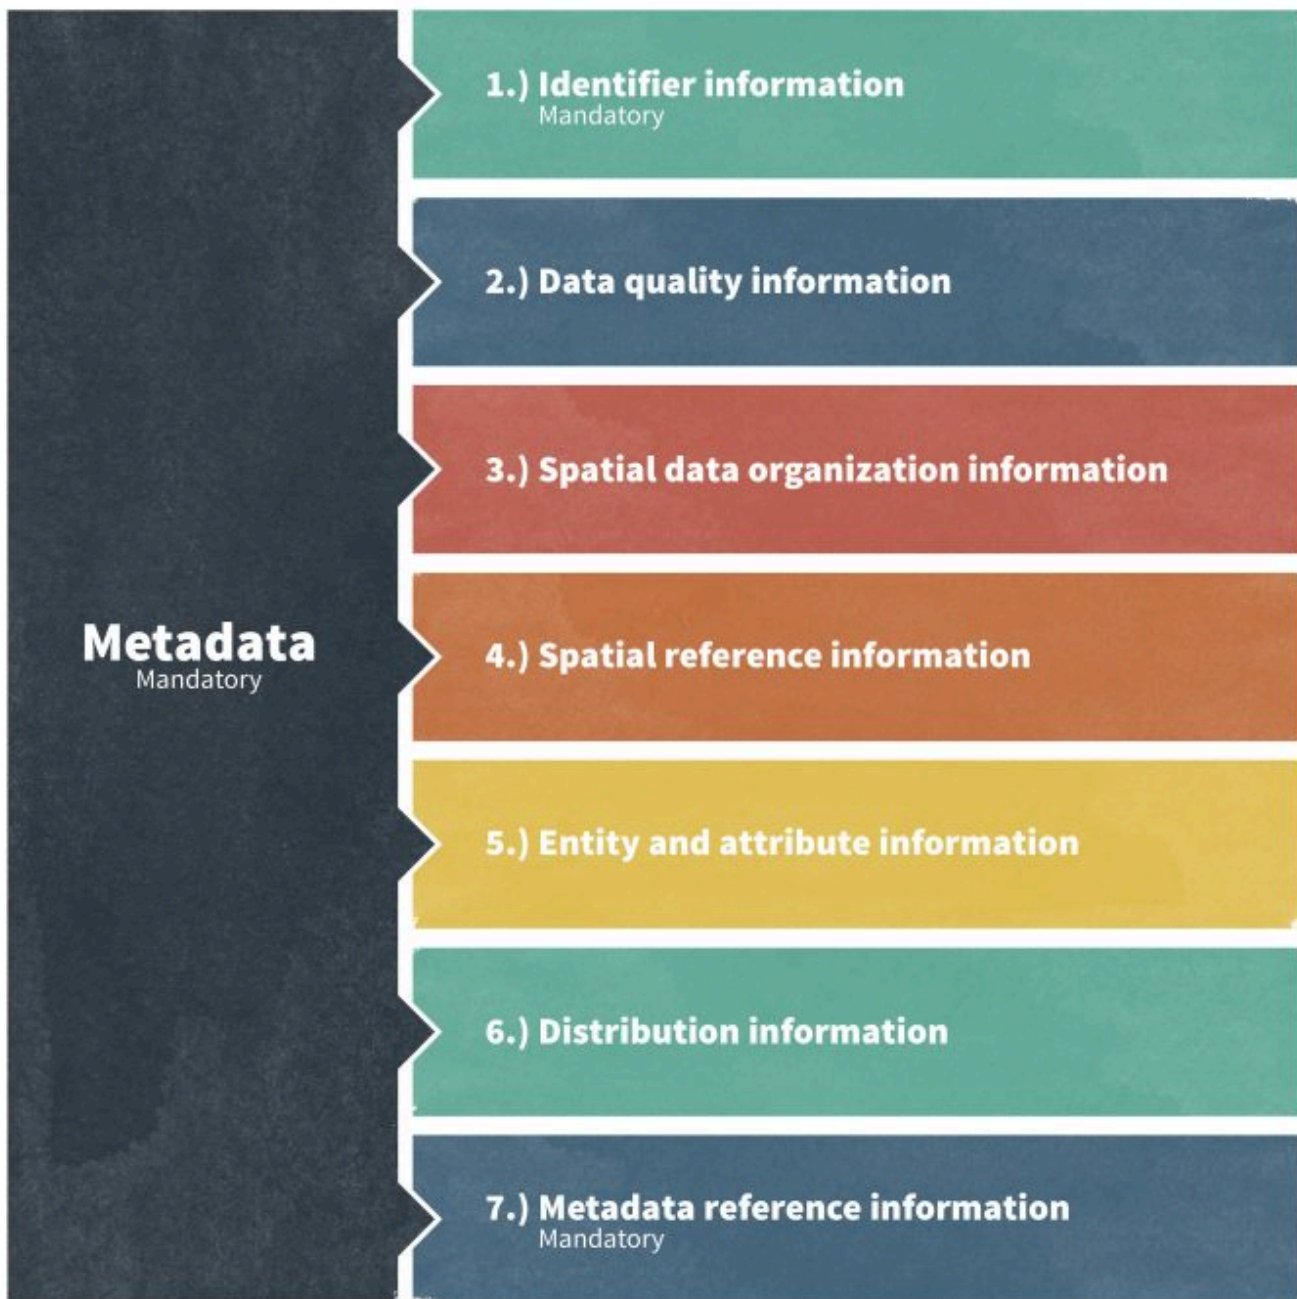 1.) Identifier information
Mandatory
2.) Data quality information
3.) Spatial data organization information
Metadata
Mandatory
4.) Spatial reference information
5.) Entity and attribute information
6.) Distribution information
7.) Metadata reference information
Mandatory